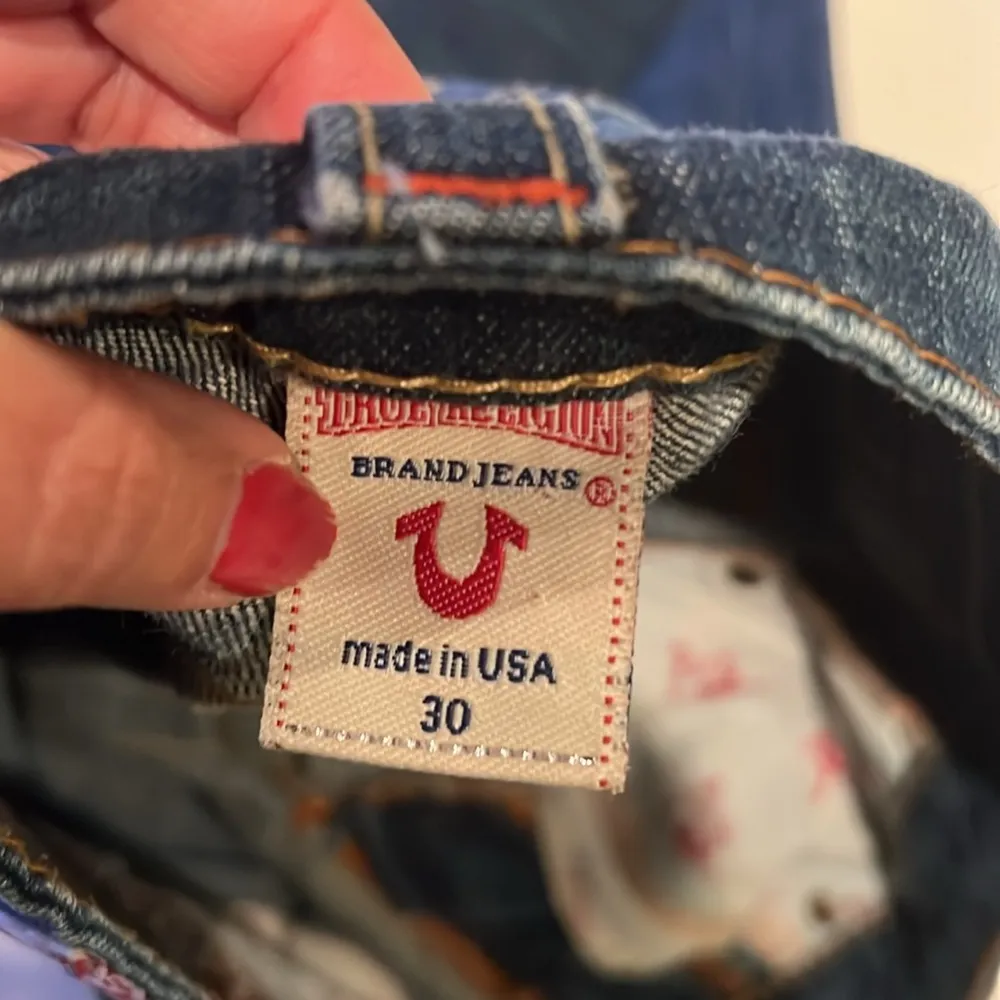 TRUE RELIGION
BRAND JEANS ®
made in USA
30